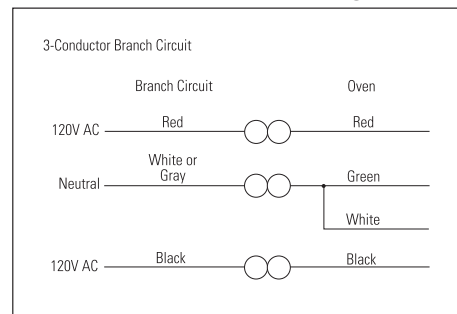 3-Conductor Branch Circuit
Branch Circuit Oven
120V AC Red Red
White or
Neutral Gray Green
White
120V AC Black Black